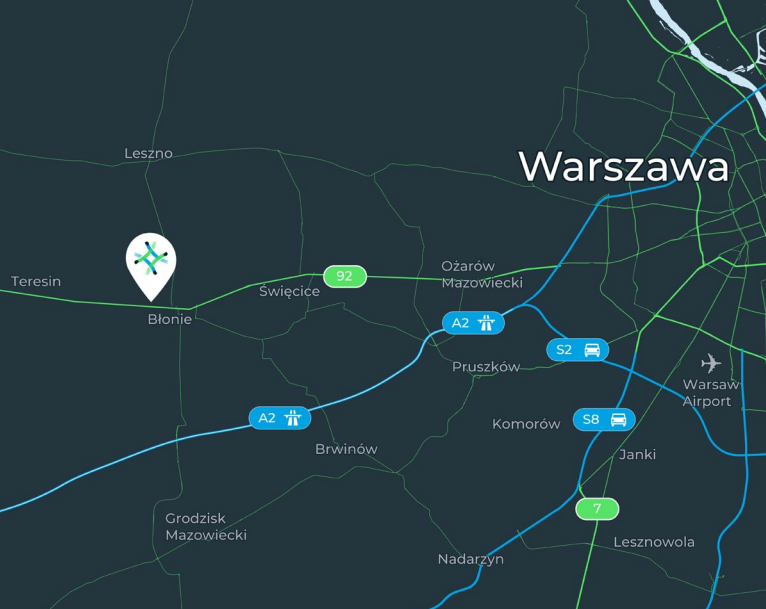 Leszno
Warszawa
Teresin
92
Ożarów
Mazowiecki
Święcice
Błonie
A2
S2
Pruszków
Warsaw
Airport
A2
S8
Komorów
Brwinów
Janki
7
Grodzisk
Mazowiecki
Lesznowola
Nadarzyn